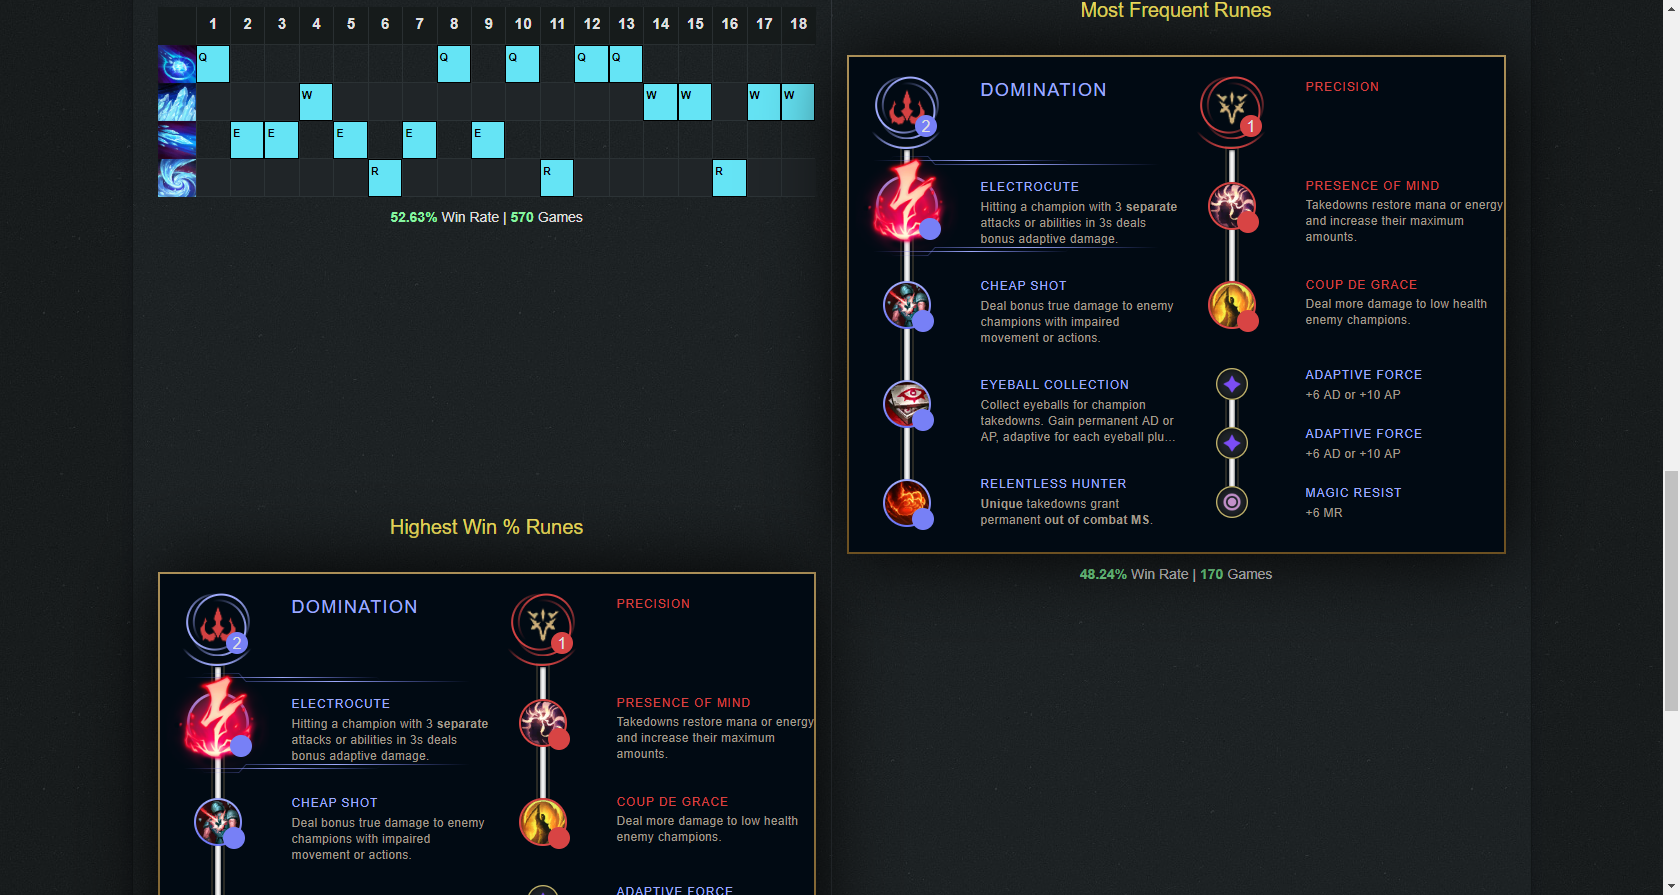 1 2 3 4 5 6 7 8 9 10 11 12 13 14 15 16 17 18
Q Q Q Q Q
W W W W W
E E E E E
R R R
52.63% Win Rate | 570 Games
Highest Win % Runes
2
DOMINATION
ELECTROCUTE
Hitting a champion with 3 separate
attacks or abilities in 3s deals
bonus adaptive damage.
CHEAP SHOT
Deal bonus true damage to enemy
champions with impaired
movement or actions.
1
PRECISION
PRESENCE OF MIND
Takedowns restore mana or energy
and increase their maximum
amounts.
COUP DE GRACE
Deal more damage to low health
enemy champions.
ADAPTIVE FORCE
Most Frequent Runes
2
DOMINATION
ELECTROCUTE
Hitting a champion with 3 separate
attacks or abilities in 3s deals
bonus adaptive damage.
CHEAP SHOT
Deal bonus true damage to enemy
champions with impaired
movement or actions.
EYEBALL COLLECTION
Collect eyeballs for champion
takedowns. Gain permanent AD or
AP, adaptive for each eyeball plu...
RELENTLESS HUNTER
Unique takedowns grant
permanent out of combat MS.
1
PRECISION
PRESENCE OF MIND
Takedowns restore mana or energy
and increase their maximum
amounts.
COUP DE GRACE
Deal more damage to low health
enemy champions.
ADAPTIVE FORCE
+6 AD or +10 AP
ADAPTIVE FORCE
+6 AD or +10 AP
MAGIC RESIST
+6 MR
48.24% Win Rate | 170 Games